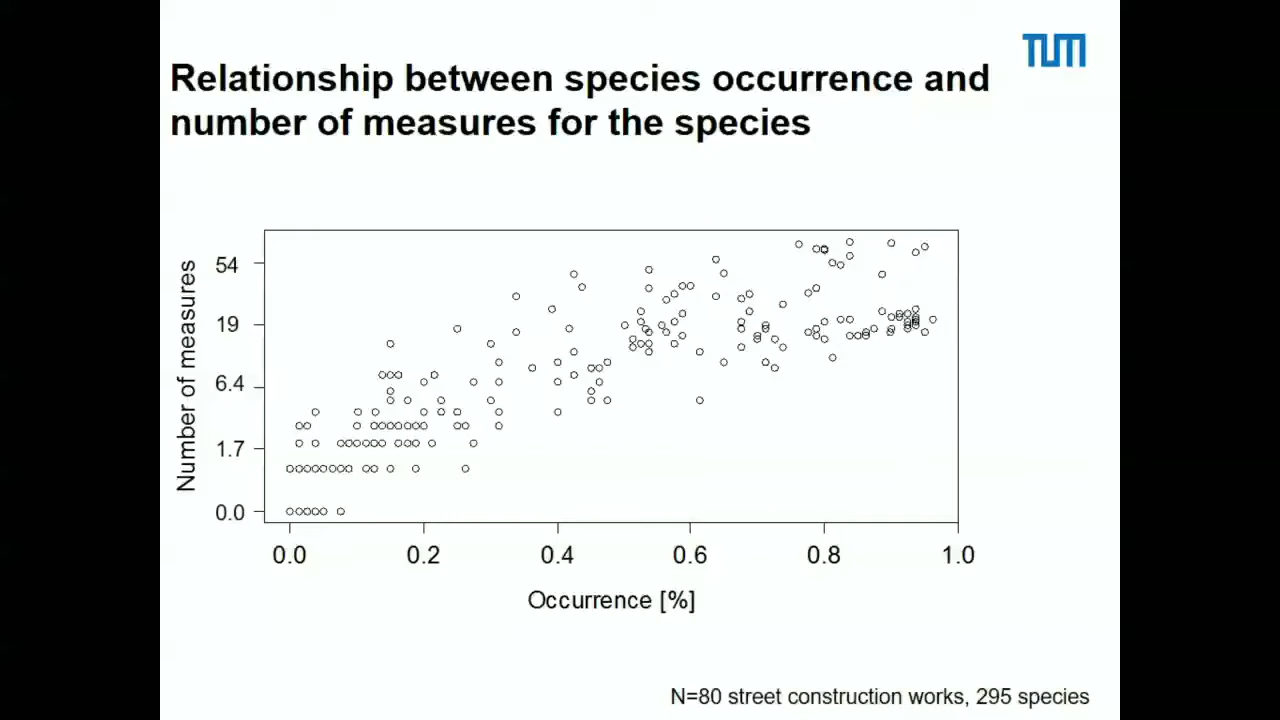 TUM
Relationship between species occurrence and
number of measures for the species
Number of measures
54
19
6.4
1.7
0.0
0.0 0.2 0.4 0.6 0.8 1.0
Occurrence [%]
N=80 street construction works, 295 species